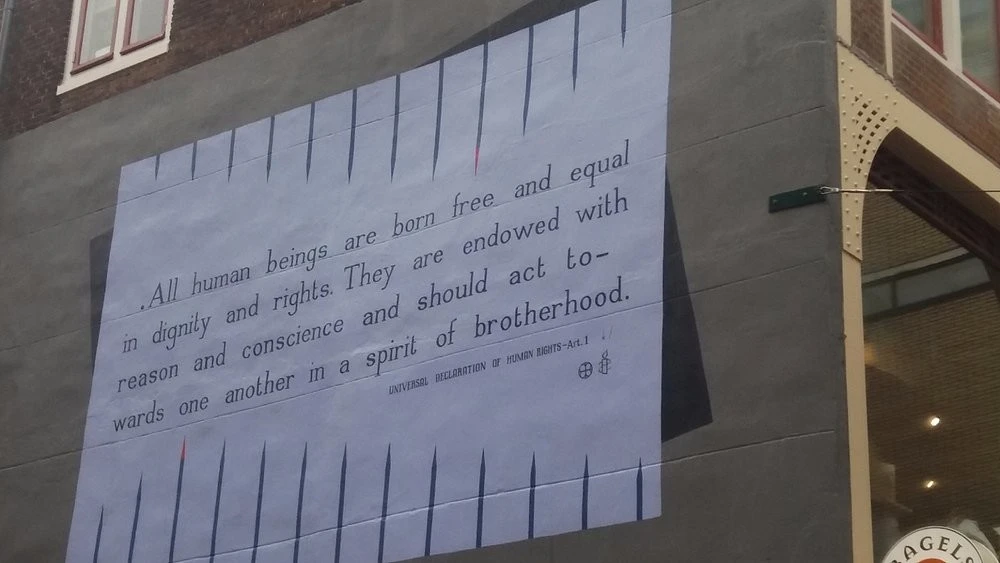 .All human beings are born free and equal
in dignity and rights. They are endowed with
reason and conscience and should act to-
wards one another in a spirit of brotherhood.
UNIVERSAL DECLARATION OF HUMAN RIGHTS-Art.1
BAGELS